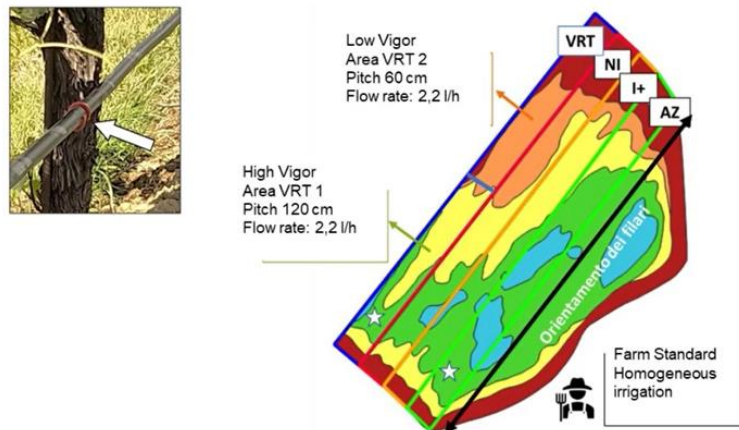 Low Vigor
Area VRT 2
Pitch 60 cm
Flow rate: 2,2 l/h
High Vigor
Area VRT 1
Pitch 120 cm
Flow rate: 2,2 l/h
VRT
NI
I+
AZ
Orientamento dei filari
Farm Standard
Homogeneous
irrigation